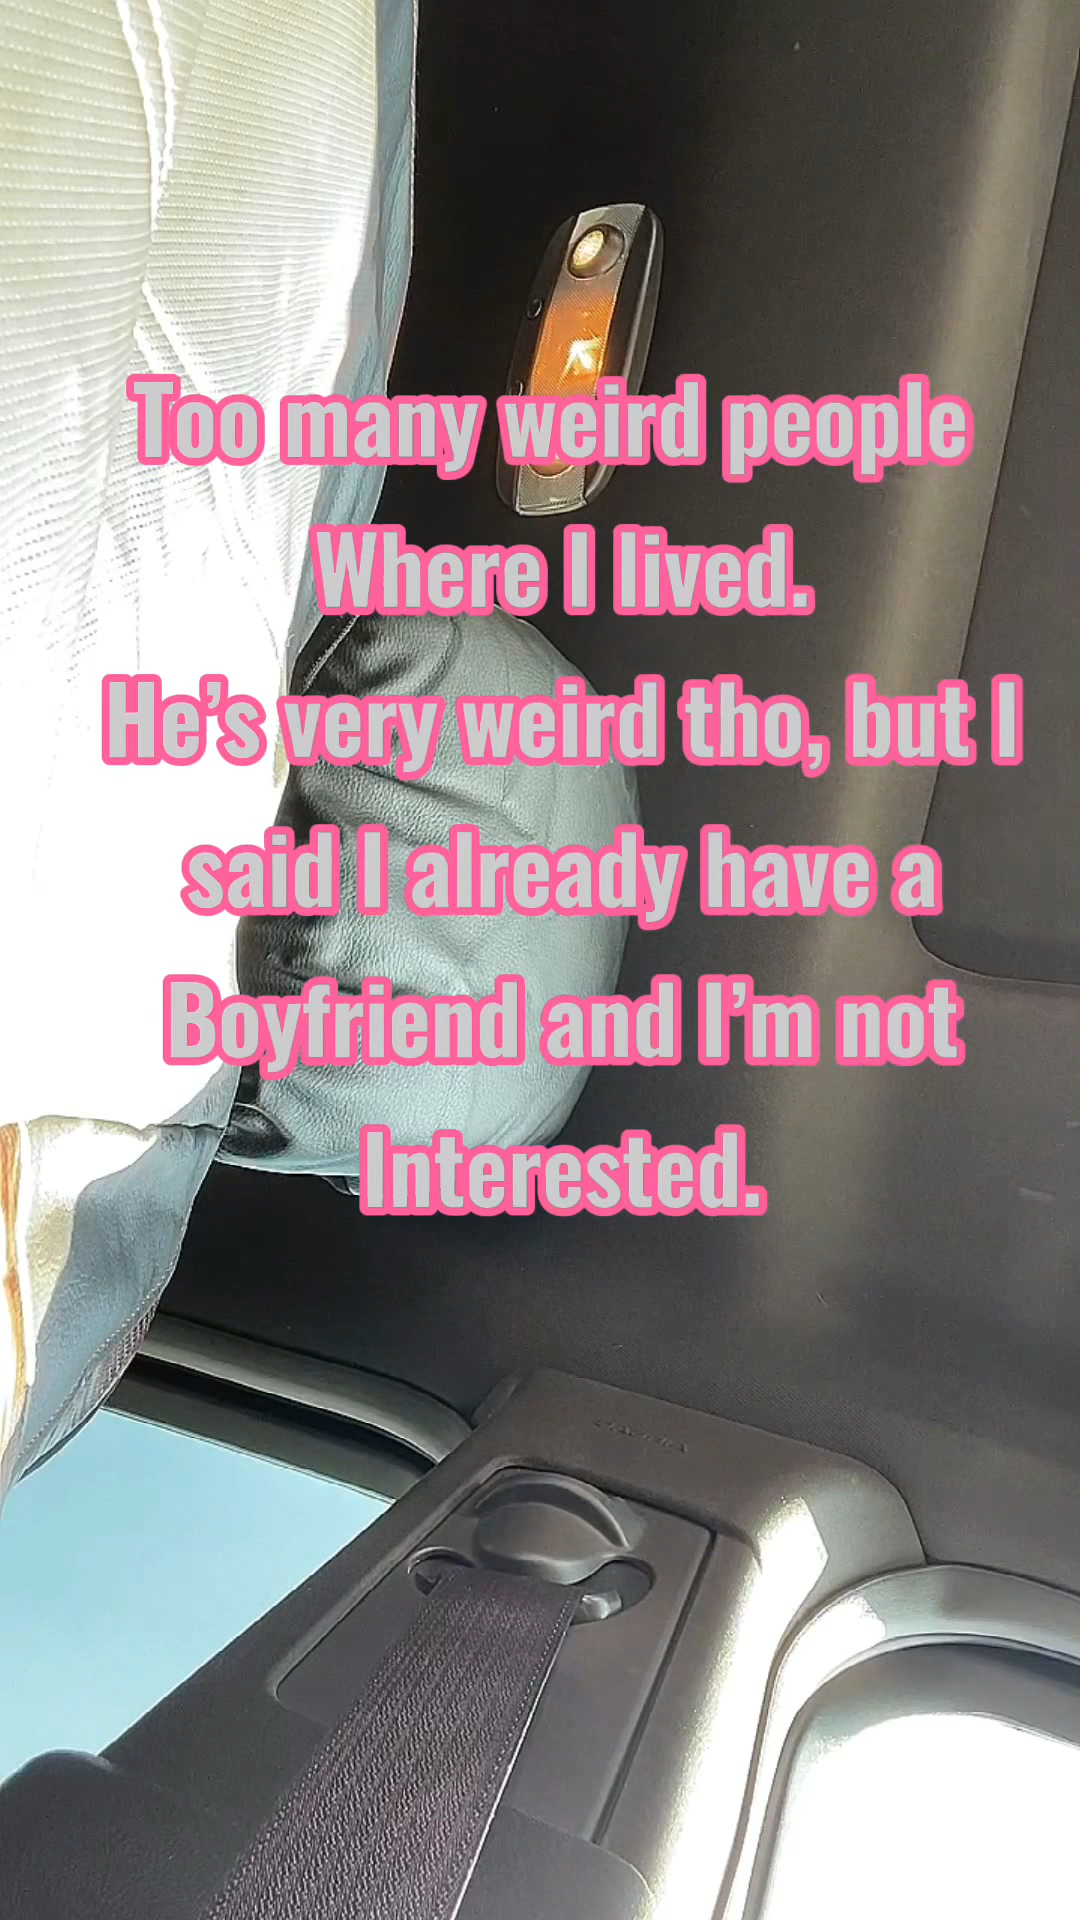 Too many weird people
Where I lived.
He's very weird tho, but I
said I already have a
Boyfriend and I'm not
Interested.